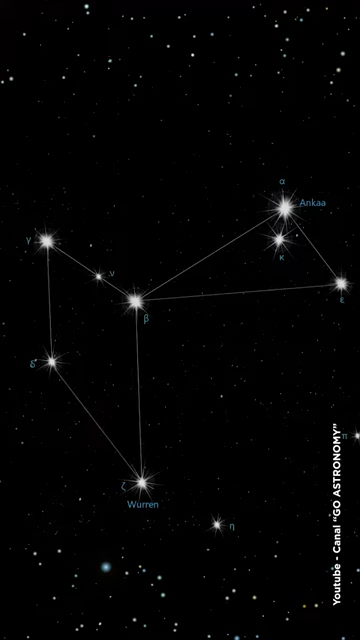 α
Ankaa
κ
γ
ν
ε
β
δ
ζ
Wurren
η
π
Youtube - Canal “GO ASTRONOMY”